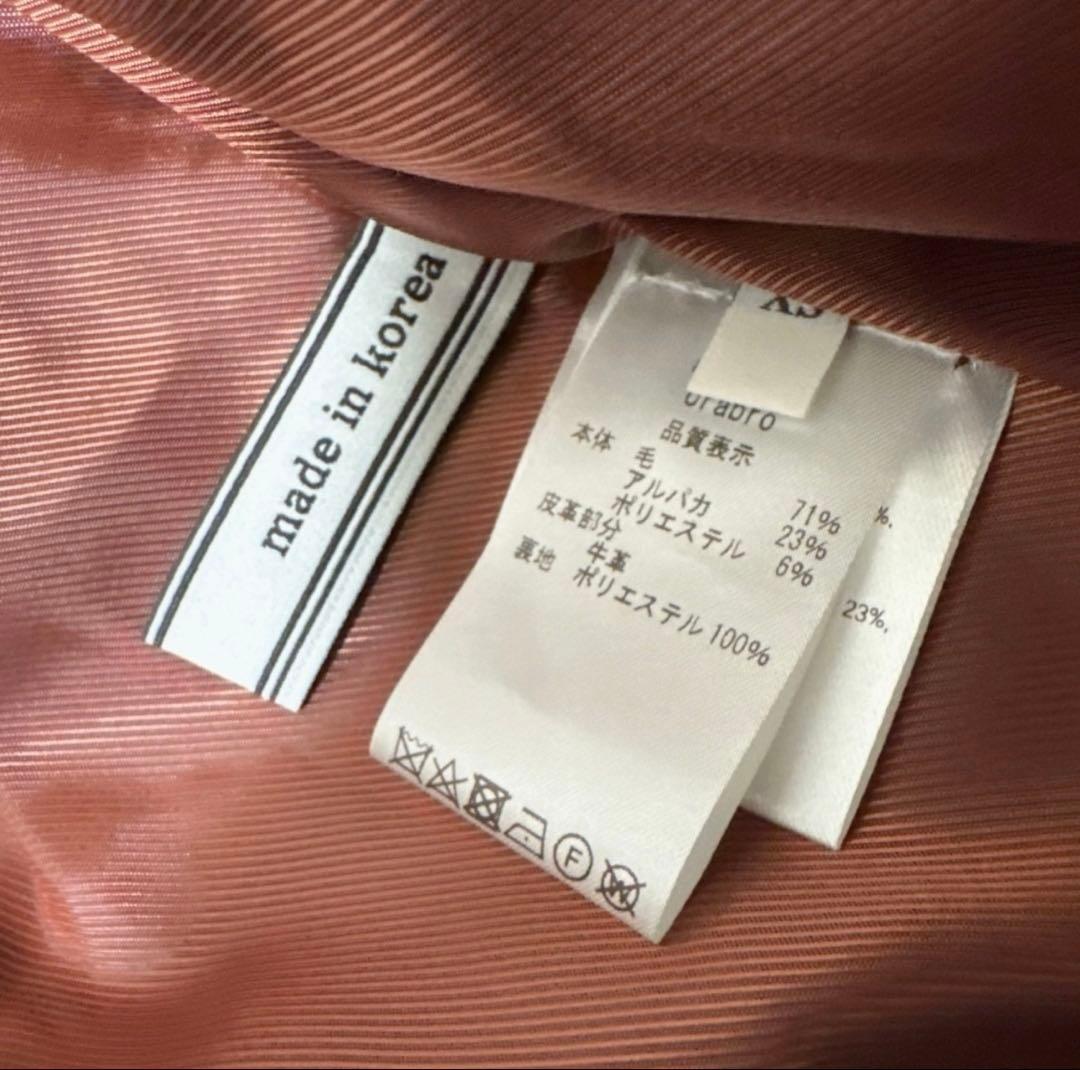 made in korea
XS
orabro
品質表示
本体 毛 71%
アルパカ 23%
ポリエステル 6%
皮革部分 牛革
裏地 ポリエステル 100%
%.
23%.
F
W